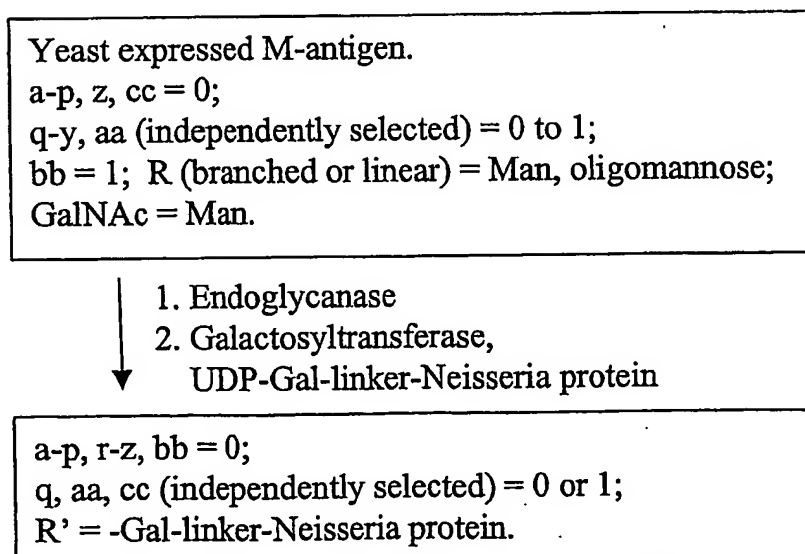 Yeast expressed M-antigen.
a-p, z, cc = 0;
q-y, aa (independently selected) = 0 to 1;
bb = 1; R (branched or linear) = Man, oligomannose;
GalNAc = Man.
1. Endoglycanase
2. Galactosyltransferase,
UDP-Gal-linker-Neisseria protein
a-p, r-z, bb = 0;
q, aa, cc (independently selected) = 0 or 1;
R' = -Gal-linker-Neisseria protein.